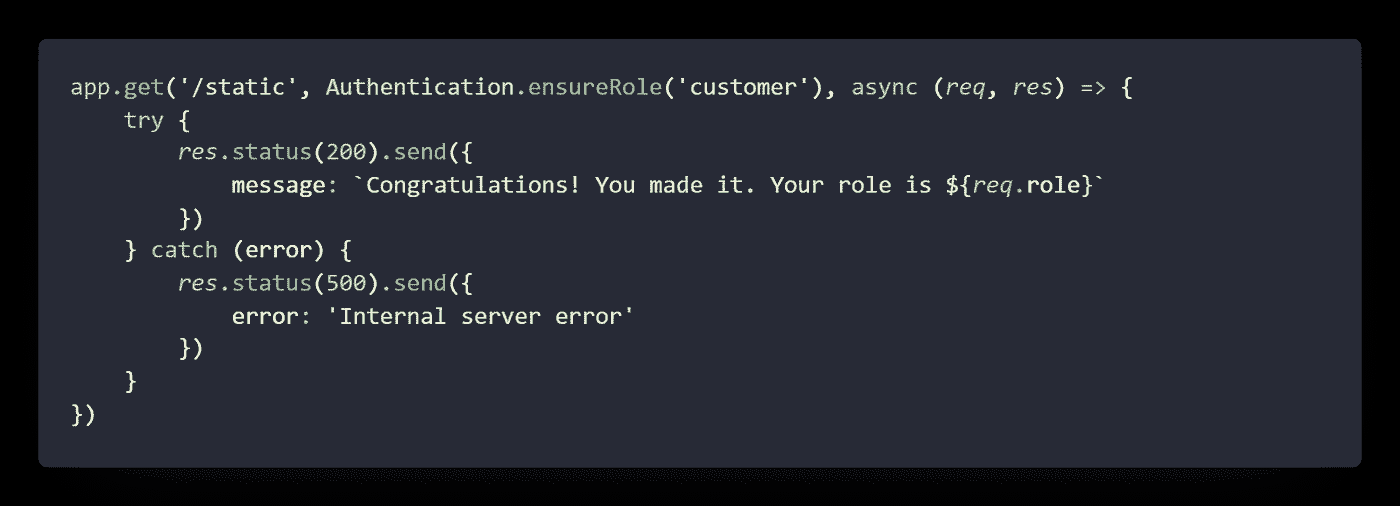 app.get('/static', Authentication.ensureRole('customer'), async (req, res) => {
    try {
        res.status(200).send({
            message: `Congratulations! You made it. Your role is ${req.role}`
        })
    } catch (error) {
        res.status(500).send({
            error: 'Internal server error'
        })
    }
})